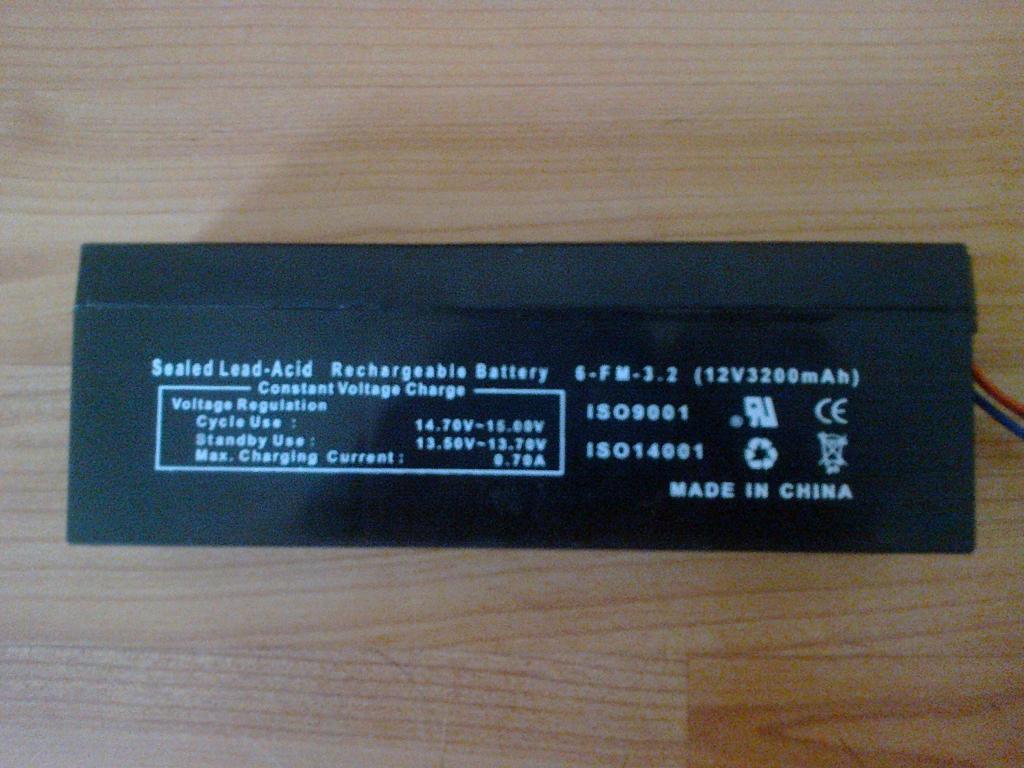 Sealed Lead-Acid Rechargeable Battery 6-FM-3.2 (12V3200mAh)
Constant Voltage Charge
Voltage Regulation
Cycle Use : 14.70V~15.00V
Standby Use : 13.50V~13.70V
Max. Charging Current : 0.70A
ISO9001
CE
ISO14001
MADE IN CHINA